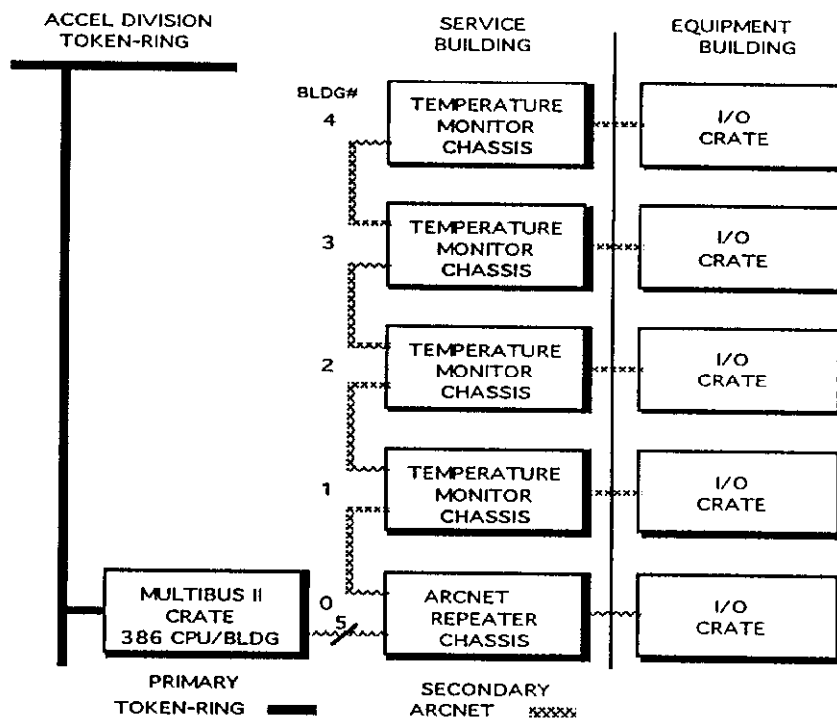 ACCEL DIVISION
TOKEN-RING
SERVICE
BUILDING
EQUIPMENT
BUILDING
BLDG#
4
TEMPERATURE
MONITOR
CHASSIS
I/O
CRATE
3
TEMPERATURE
MONITOR
CHASSIS
I/O
CRATE
2
TEMPERATURE
MONITOR
CHASSIS
I/O
CRATE
1
TEMPERATURE
MONITOR
CHASSIS
I/O
CRATE
MULTIBUS II
CRATE
386 CPU/BLDG
0
5
ARCNET
REPEATER
CHASSIS
I/O
CRATE
PRIMARY
TOKEN-RING
SECONDARY
ARCNET